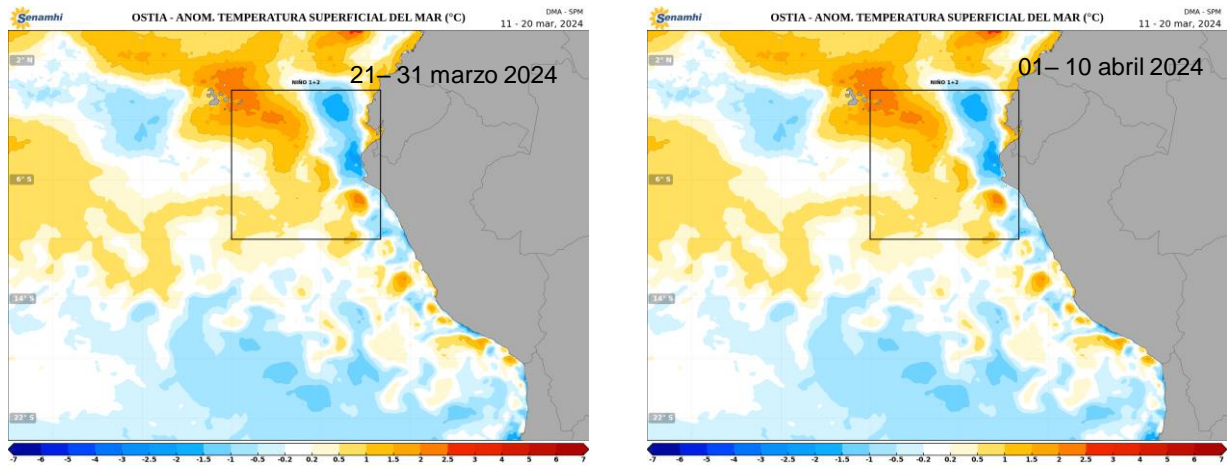 Senamhi
OSTIA - ANOM. TEMPERATURA SUPERFICIAL DEL MAR (°C)
DMA - SPM
11 - 20 mar, 2024
21– 31 marzo 2024
2° N
NIÑO 1+2
6° S
14° S
22° S
-7 -6 -5 -4 -3 -2.5 -1.5 -1 -0.5 -0.2 0.2 0.5 1 1.5 2 2.5 3 4 5 6 7
Senamhi
OSTIA - ANOM. TEMPERATURA SUPERFICIAL DEL MAR (°C)
DMA - SPM
11 - 20 mar, 2024
01– 10 abril 2024
2° N
NIÑO 1+2
6° S
14° S
22° S
-7 -6 -5 -4 -3 -2.5 -1.5 -1 -0.5 -0.2 0.2 0.5 1 1.5 2 2.5 3 4 5 6 7